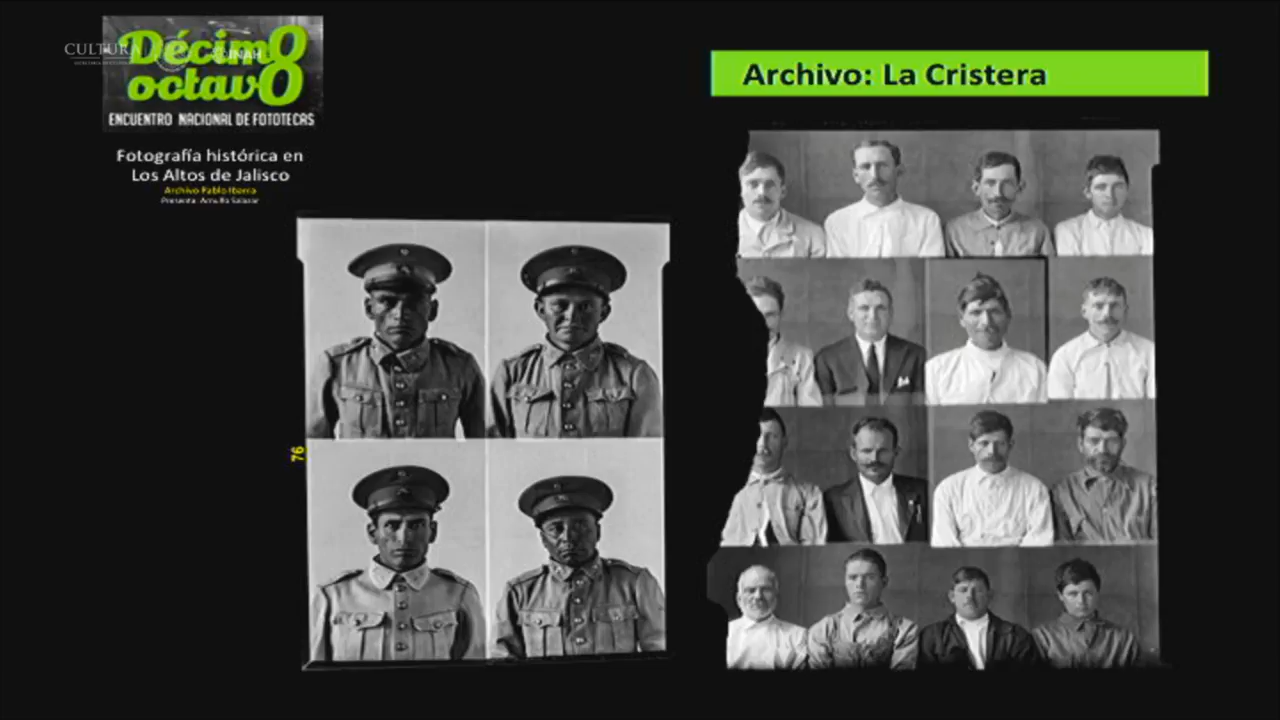 CULTURA
INAH
Décimo
octavo
ENCUENTRO NACIONAL DE FOTOTECAS
Fotografía histórica en
Los Altos de Jalisco
Archivo Pablo Ibarra
Archivo: La Cristera
76